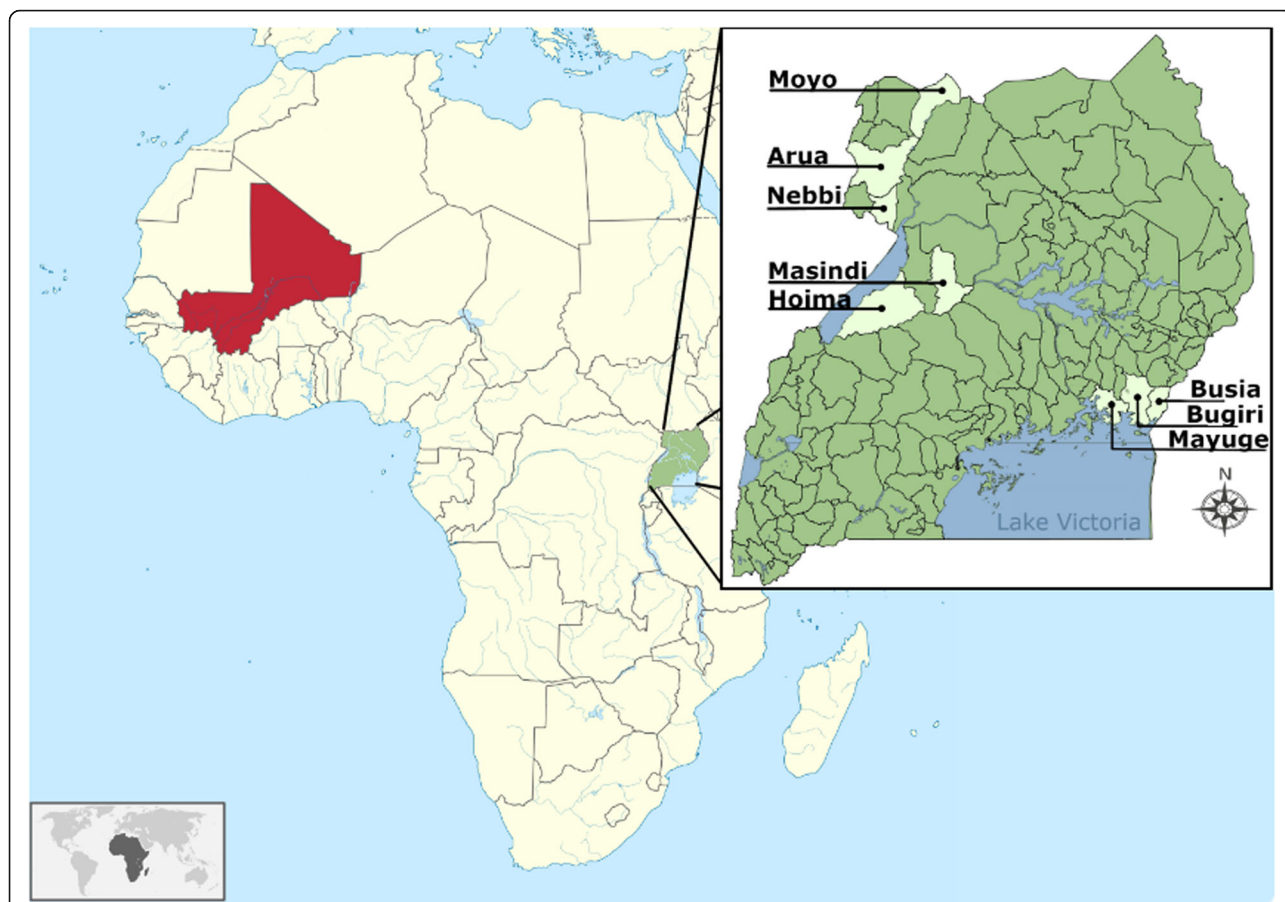 Moyo
Arua
Nebbi
Masindi
Hoima
Busia
Bugiri
Mayuge
N
Lake Victoria